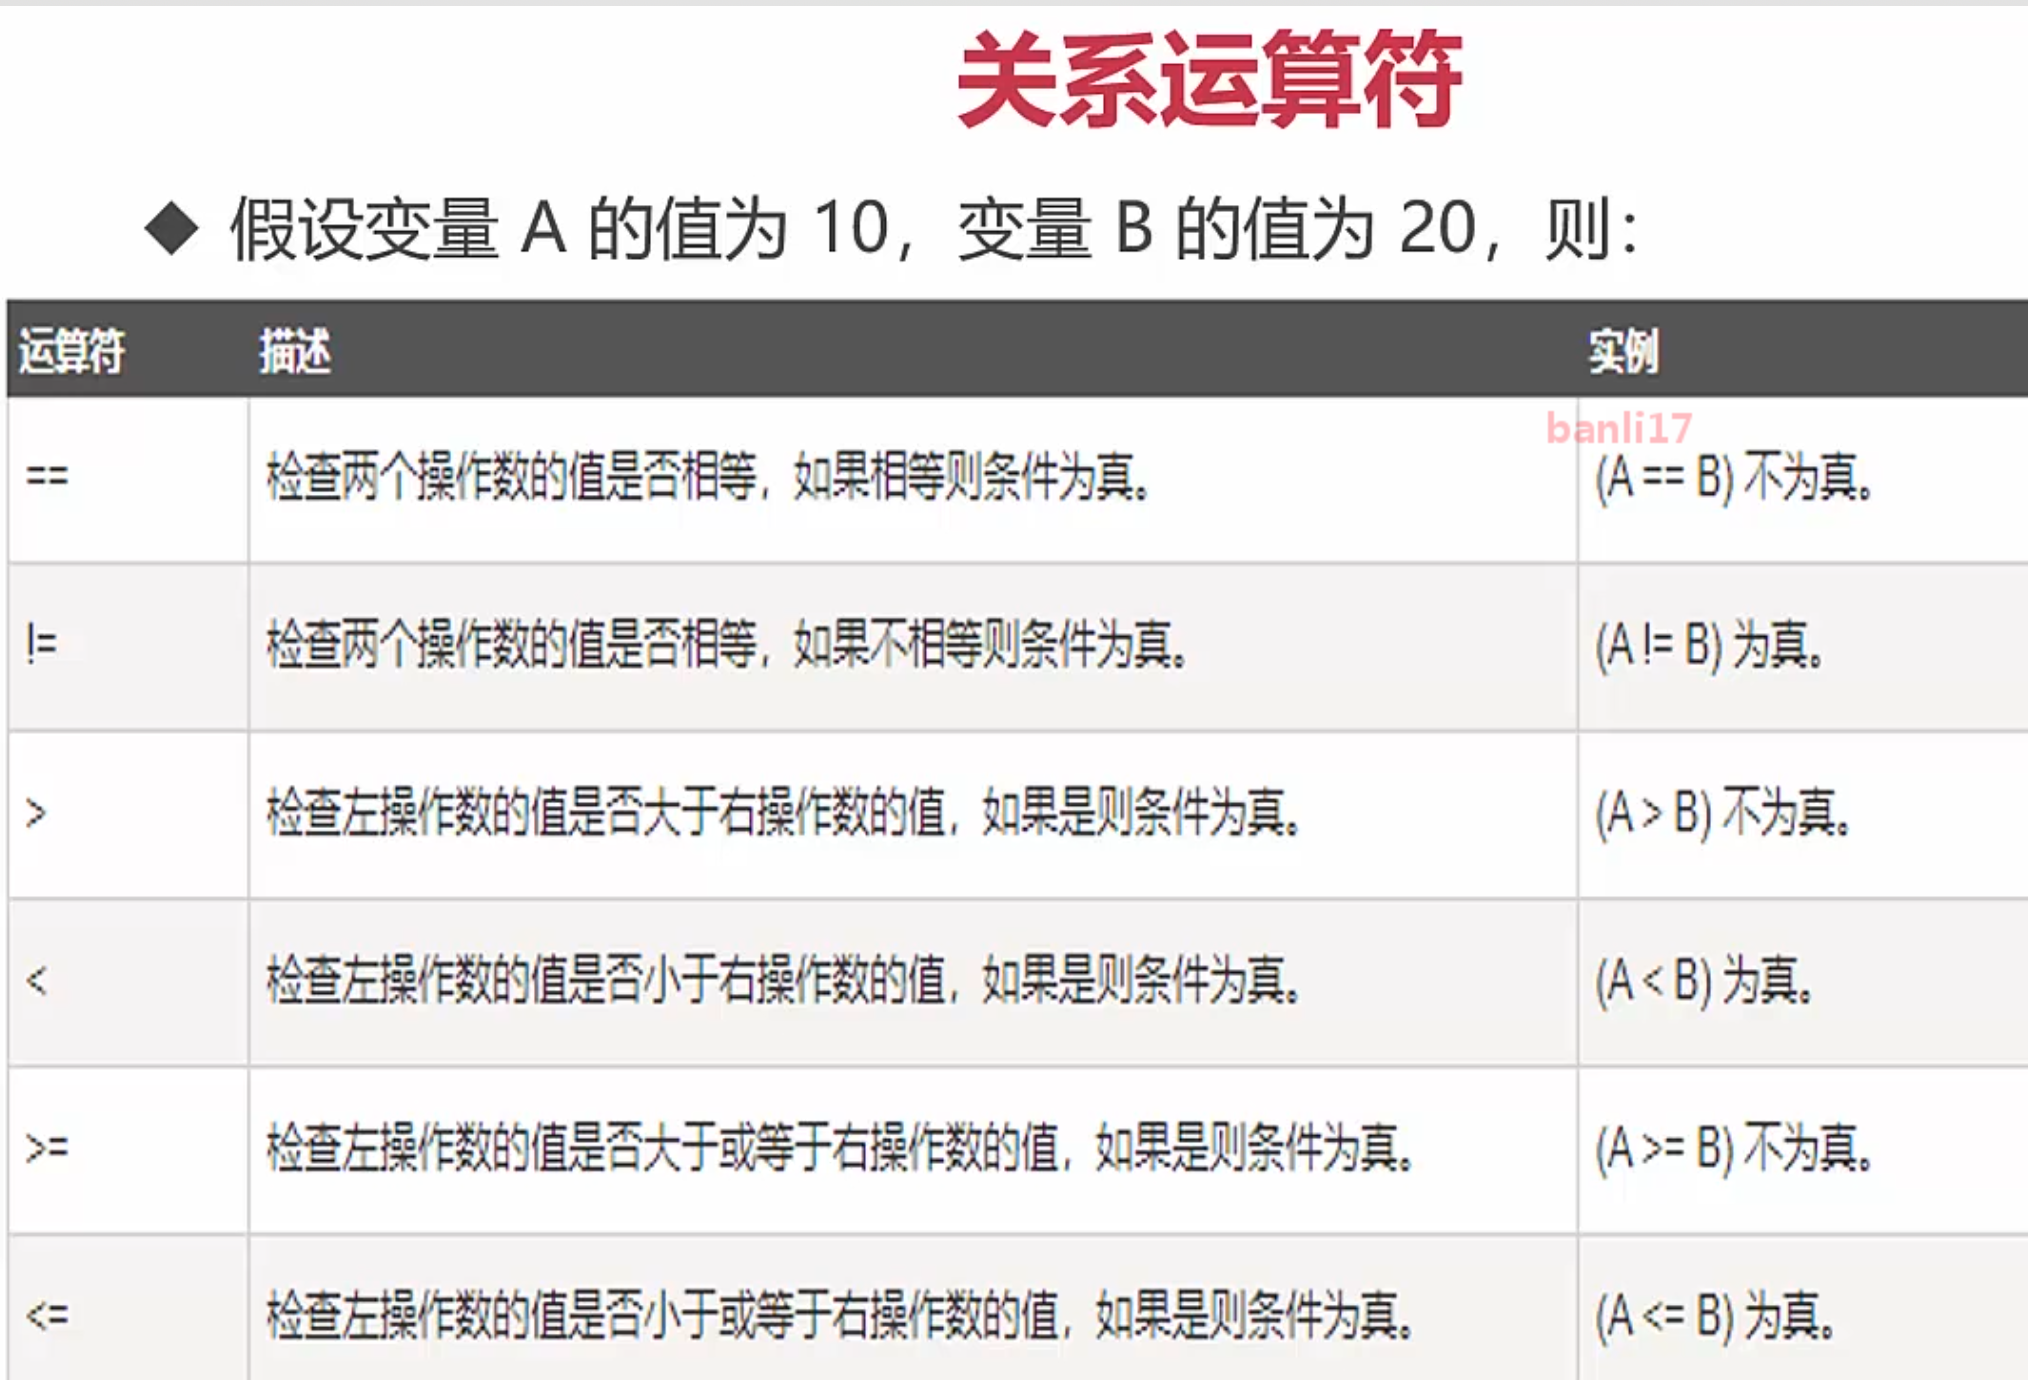 关系运算符
◆ 假设变量 A 的值为 10，变量 B 的值为 20，则：
运算符 描述 实例
banli17
== 检查两个操作数的值是否相等，如果相等则条件为真。 (A == B) 不为真。
!= 检查两个操作数的值是否相等，如果不相等则条件为真。 (A != B) 为真。
> 检查左操作数的值是否大于右操作数的值，如果是则条件为真。 (A > B) 不为真。
< 检查左操作数的值是否小于右操作数的值，如果是则条件为真。 (A < B) 为真。
>= 检查左操作数的值是否大于或等于右操作数的值，如果是则条件为真。 (A >= B) 不为真。
<= 检查左操作数的值是否小于或等于右操作数的值，如果是则条件为真。 (A <= B) 为真。